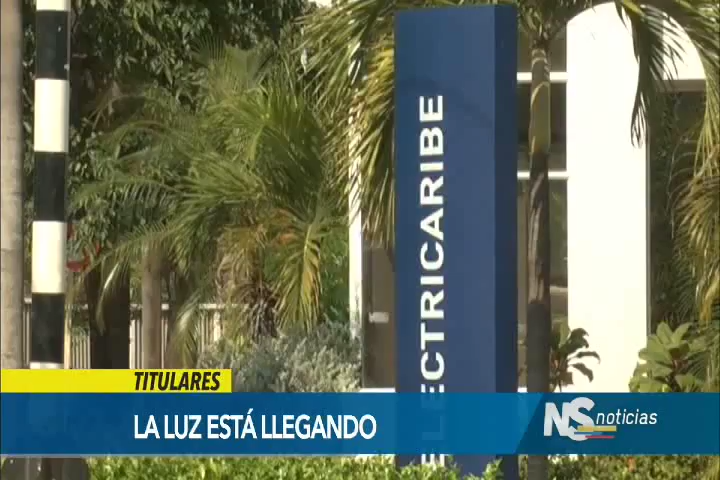 ELECTRICARIBE
TITULARES
LA LUZ ESTÁ LLEGANDO
NS noticias